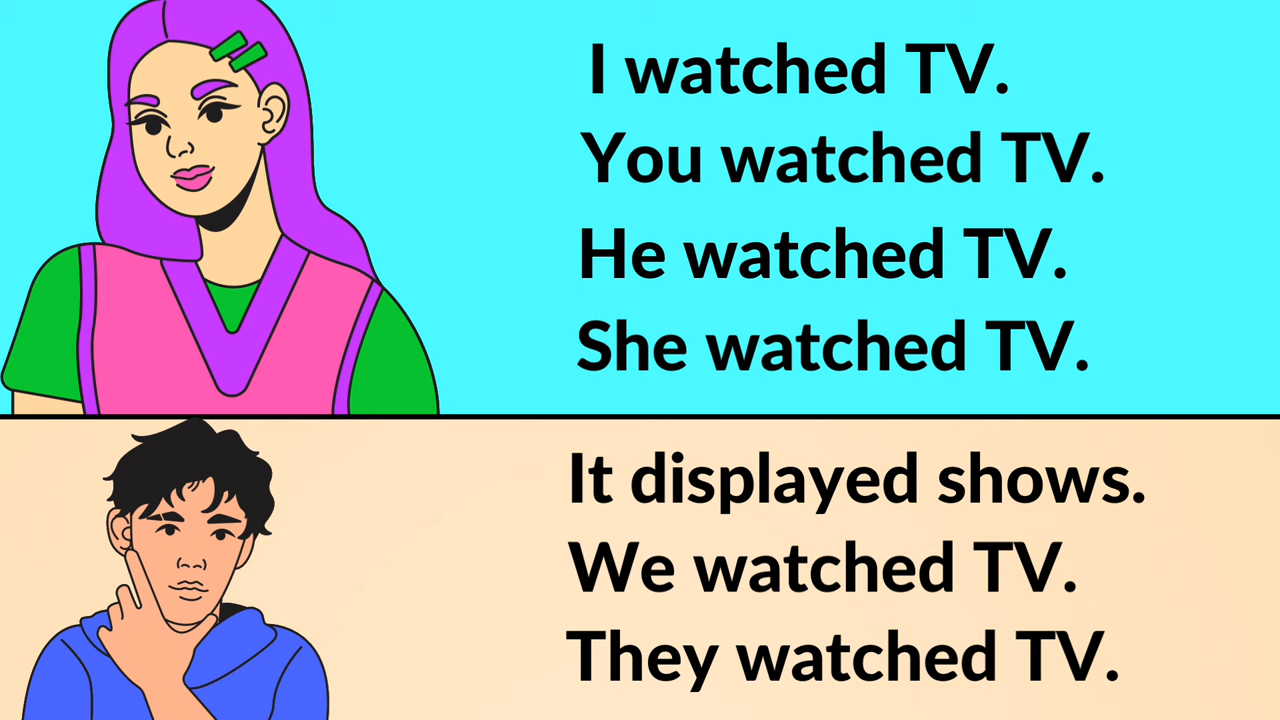 I watched TV.
You watched TV.
He watched TV.
She watched TV.
It displayed shows.
We watched TV.
They watched TV.